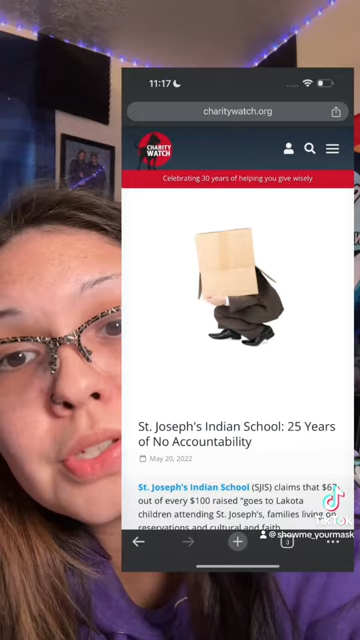 11:17
charitywatch.org
CHARITY
WATCH
Celebrating 30 years of helping you give wisely
St. Joseph's Indian School: 25 Years
of No Accountability
May 20, 2022
St. Joseph's Indian School (SJIS) claims that $67
out of every $100 raised "goes to Lakota
children attending St. Joseph's, families living on
reservations and cultural and faith
TikTok
@showme_yourmask